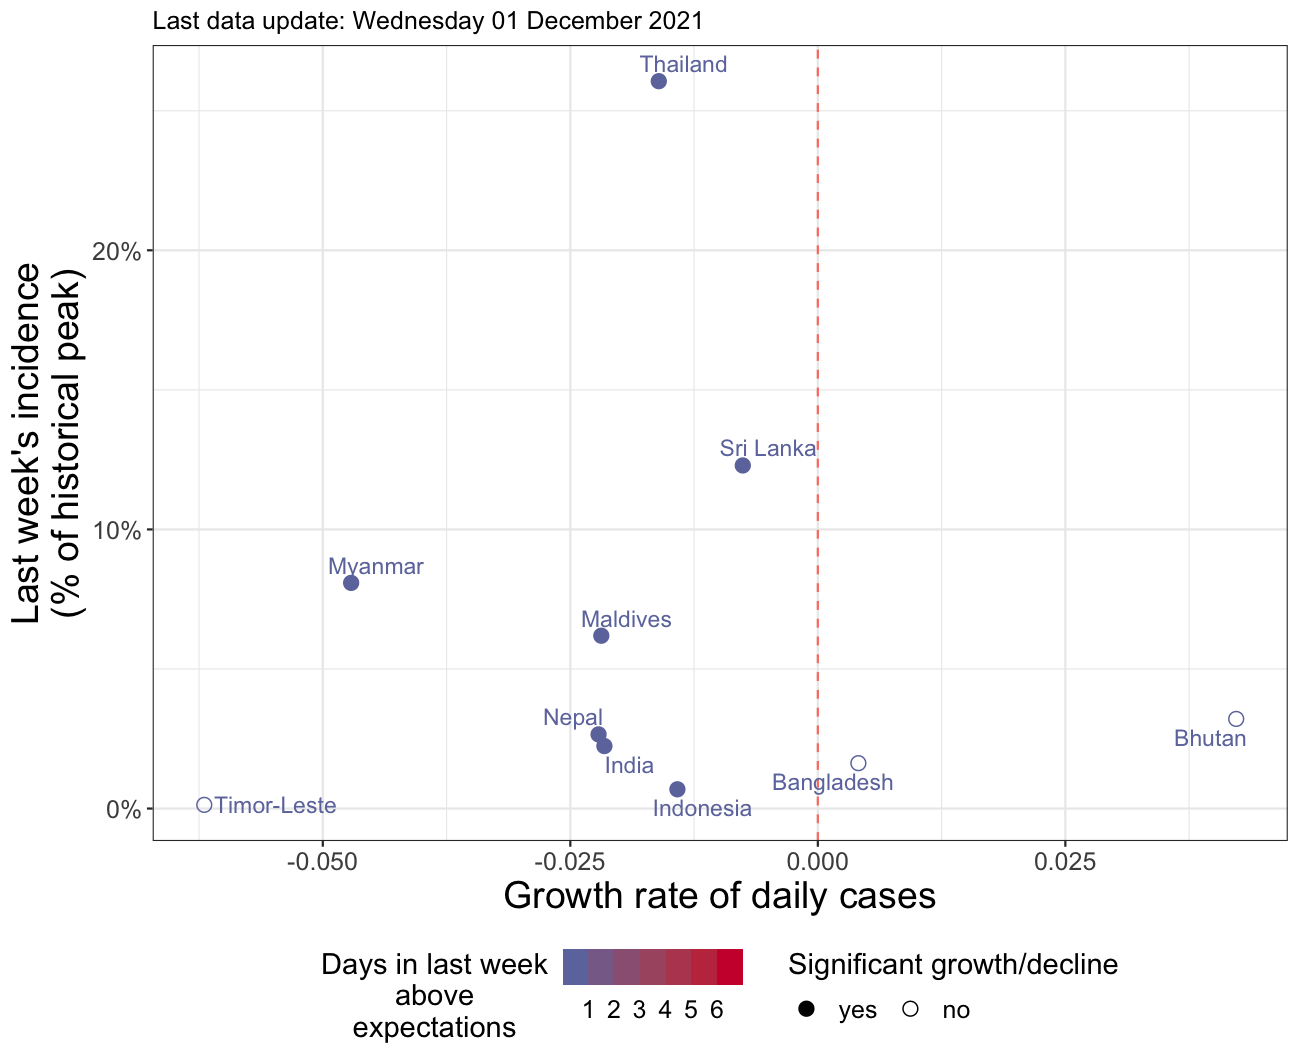 Last data update: Wednesday 01 December 2021
Thailand
Sri Lanka
Myanmar
Maldives
Nepal
India
Bhutan
Bangladesh
Indonesia
Timor-Leste
20%
10%
0%
Last week's incidence
(% of historical peak)
-0.050
-0.025
0.000
0.025
Growth rate of daily cases
Days in last week
above
expectations
1 2 3 4 5 6
Significant growth/decline
yes
no